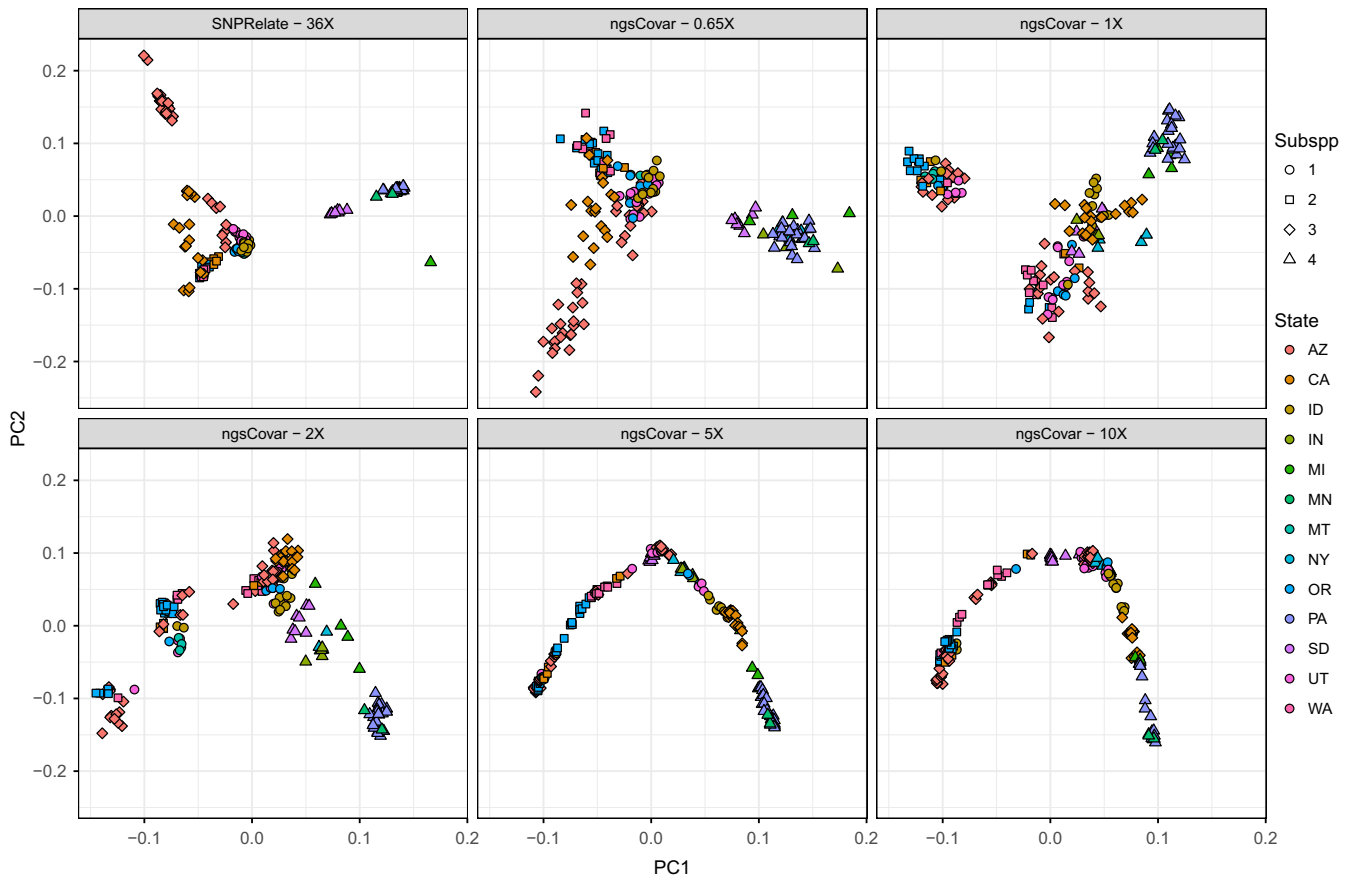 SNPRelate − 36X
ngsCovar − 0.65X
ngsCovar − 1X
0.2
0.1
0.0
−0.1
−0.2
ngsCovar − 2X
ngsCovar − 5X
ngsCovar − 10X
0.2
0.1
0.0
−0.1
−0.2
−0.1
0.0
0.1
0.2
−0.1
0.0
0.1
0.2
−0.1
0.0
0.1
0.2
PC1
PC2
Subspp
1
2
3
4
State
AZ
CA
ID
IN
MI
MN
MT
NY
OR
PA
SD
UT
WA